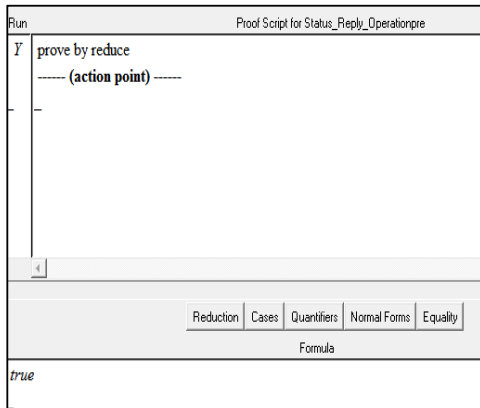 Run Proof Script for Status_Reply_Operationpre
Y prove by reduce
------ (action point) ------
Reduction Cases Quantifiers Normal Forms Equality
Formula
true